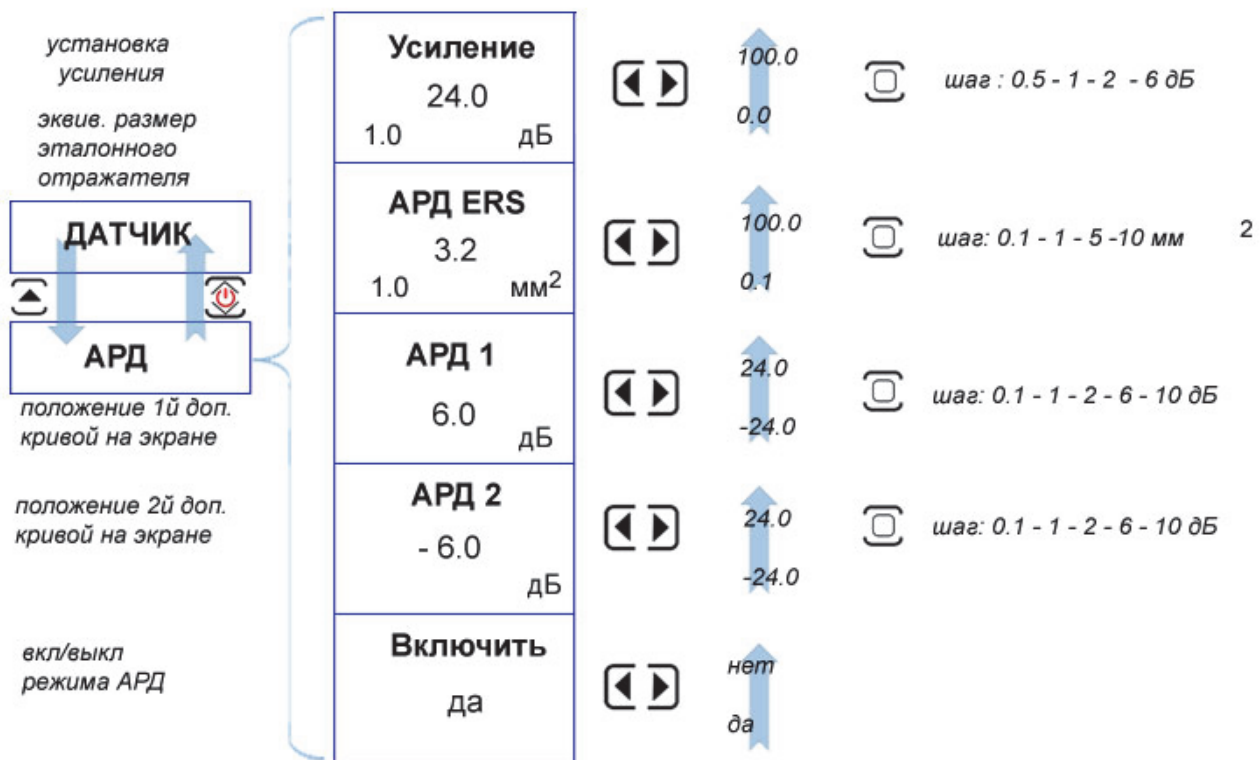 установка
усиления
Усиление
24.0
1.0 дБ
100.0
0.0
шаг : 0.5 - 1 - 2 - 6 дБ
эквив. размер
эталонного
отражателя
ДАТЧИК
АРД ERS
3.2
1.0 мм2
100.0
0.1
шаг: 0.1 - 1 - 5 -10 мм 2
АРД
положение 1й доп.
кривой на экране
АРД 1
6.0
дБ
24.0
-24.0
шаг: 0.1 - 1 - 2 - 6 - 10 дБ
положение 2й доп.
кривой на экране
АРД 2
- 6.0
дБ
24.0
-24.0
шаг: 0.1 - 1 - 2 - 6 - 10 дБ
вкл/выкл
режима АРД
Включить
да
нет
да